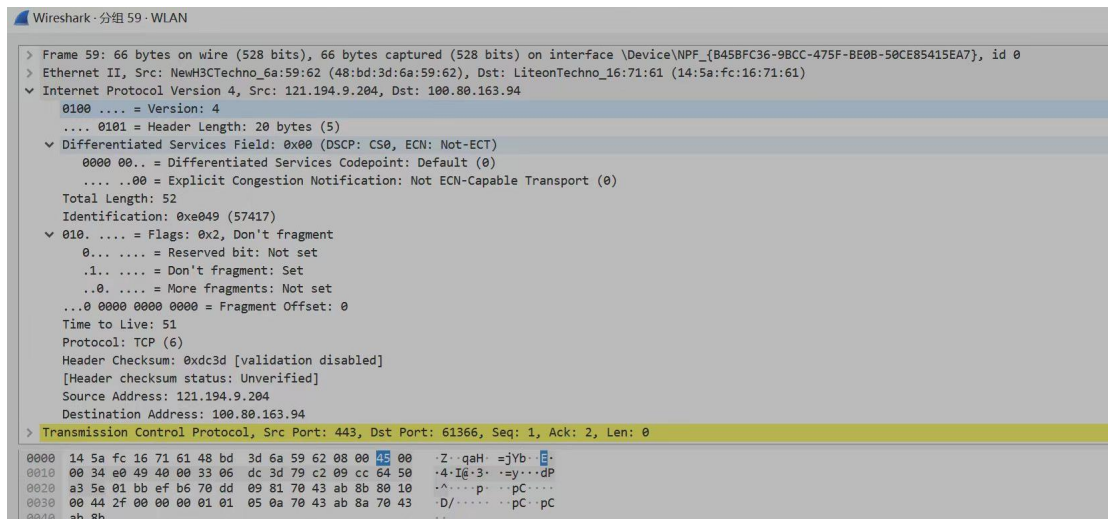 Wireshark · 分组 59 · WLAN
> Frame 59: 66 bytes on wire (528 bits), 66 bytes captured (528 bits) on interface \Device\NPF_{B45BFC36-9BCC-475F-BE0B-50CE85415EA7}, id 0
> Ethernet II, Src: NewH3CTechno_6a:59:62 (48:bd:3d:6a:59:62), Dst: LiteonTechno_16:71:61 (14:5a:fc:16:71:61)
Internet Protocol Version 4, Src: 121.194.9.204, Dst: 100.80.163.94
0100 .... = Version: 4
.... 0101 = Header Length: 20 bytes (5)
Differentiated Services Field: 0x00 (DSCP: CS0, ECN: Not-ECT)
0000 00.. = Differentiated Services Codepoint: Default (0)
.... ..00 = Explicit Congestion Notification: Not ECN-Capable Transport (0)
Total Length: 52
Identification: 0xe049 (57417)
010. .... = Flags: 0x2, Don't fragment
0... .... = Reserved bit: Not set
.1.. .... = Don't fragment: Set
..0. .... = More fragments: Not set
...0 0000 0000 0000 = Fragment Offset: 0
Time to Live: 51
Protocol: TCP (6)
Header Checksum: 0xdc3d [validation disabled]
[Header checksum status: Unverified]
Source Address: 121.194.9.204
Destination Address: 100.80.163.94
> Transmission Control Protocol, Src Port: 443, Dst Port: 61366, Seq: 1, Ack: 2, Len: 0
0000 14 5a fc 16 71 61 48 bd 3d 6a 59 62 08 00 45 00 ·Z··qaH· =jYb··E·
0010 00 34 e0 49 40 00 33 06 dc 3d 79 c2 09 cc 64 50 ·4·I@·3· ·=y···dP
0020 a3 5e 01 bb ef b6 70 dd 09 81 70 43 ab 8b 80 10 ·^····p· ··pC····
0030 00 44 2f 00 00 00 01 01 05 0a 70 43 ab 8a 70 43 ·D/····· ··pC··pC
0040 ab 8b ··